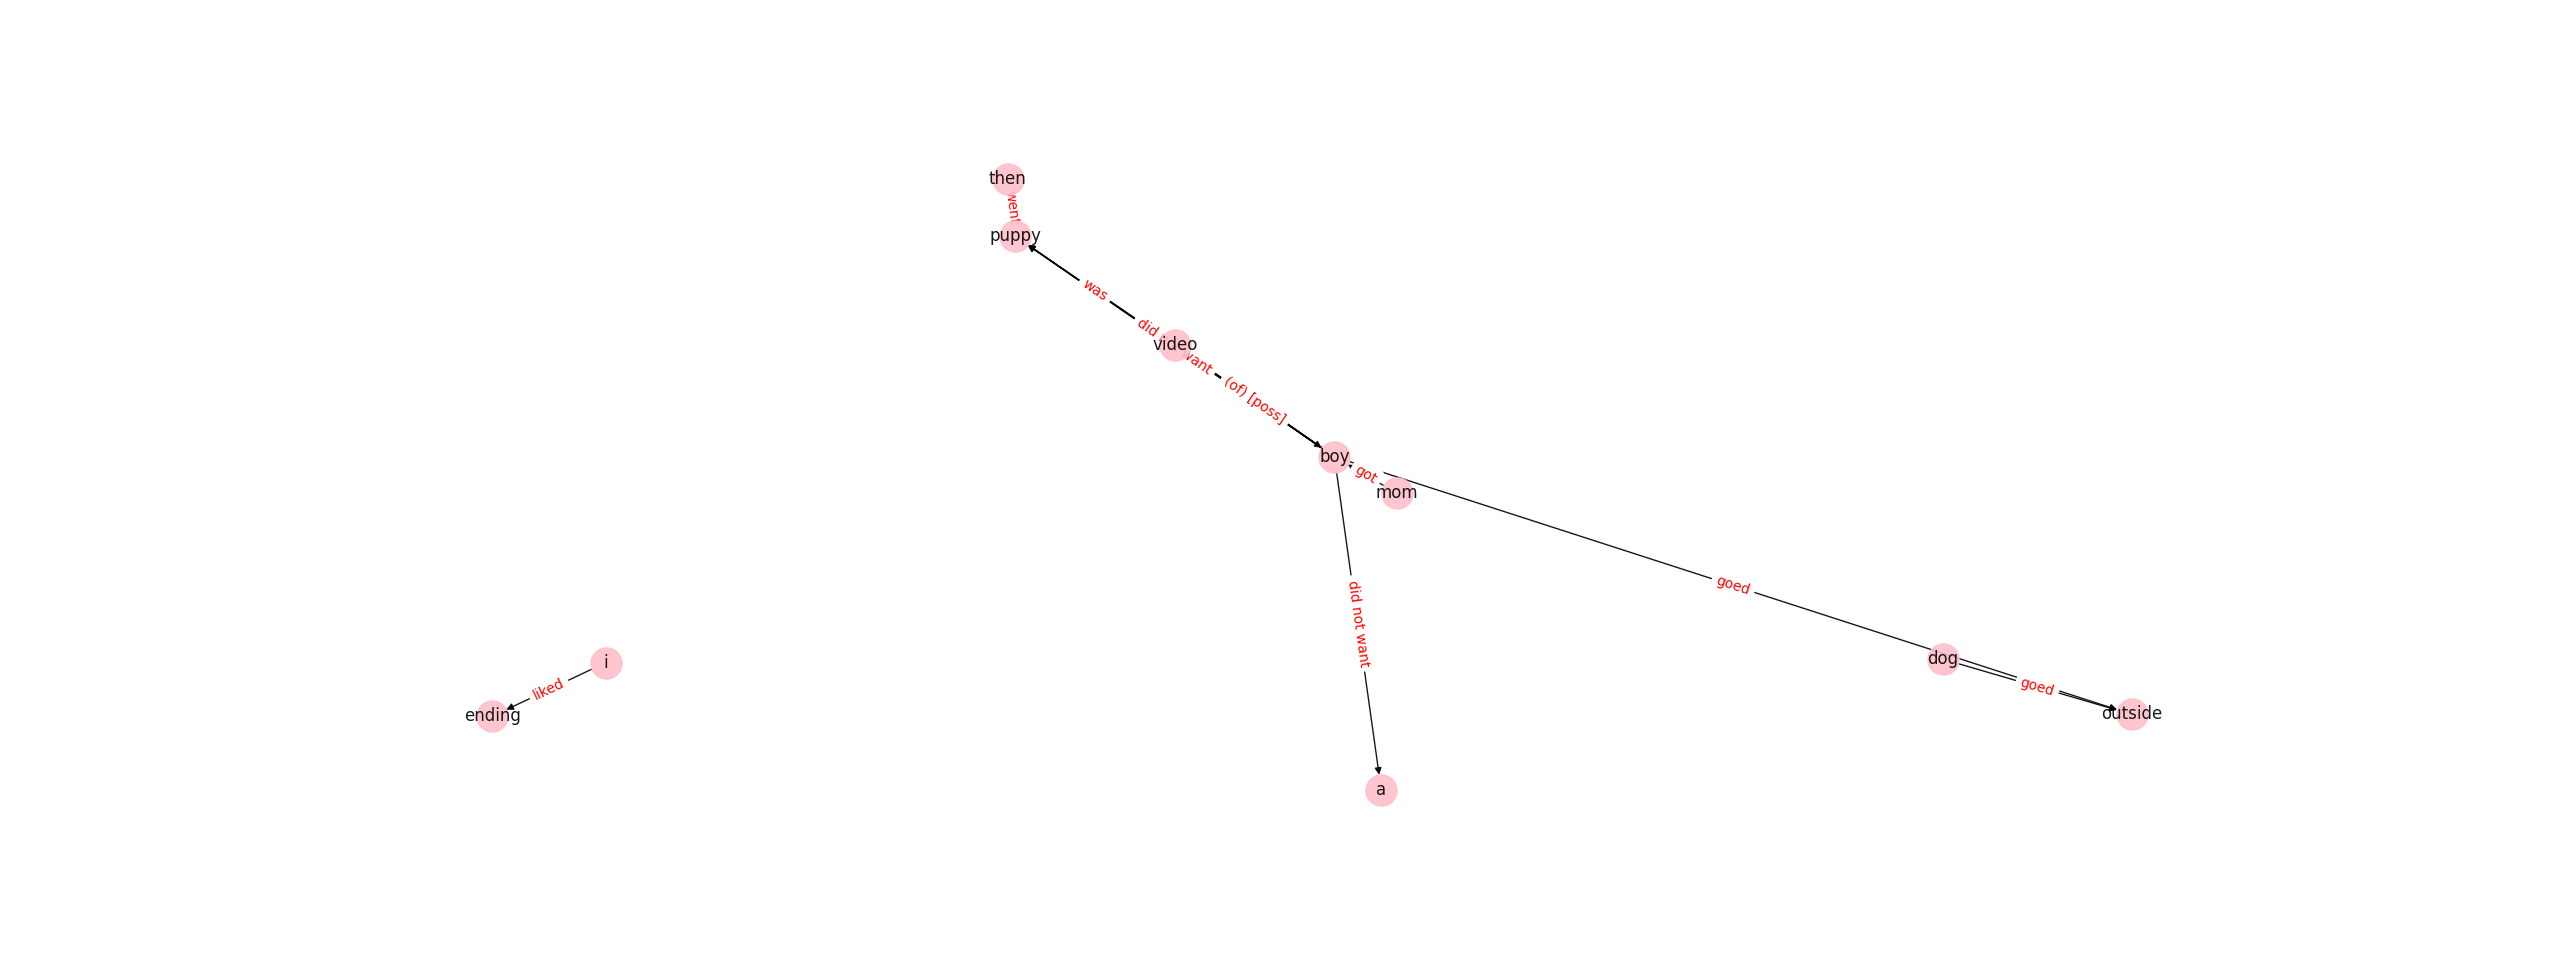 then
went
puppy
was
did
video
want
(of) [poss]
boy
got
mom
goed
did not want
dog
i
goed
liked
outside
ending
a